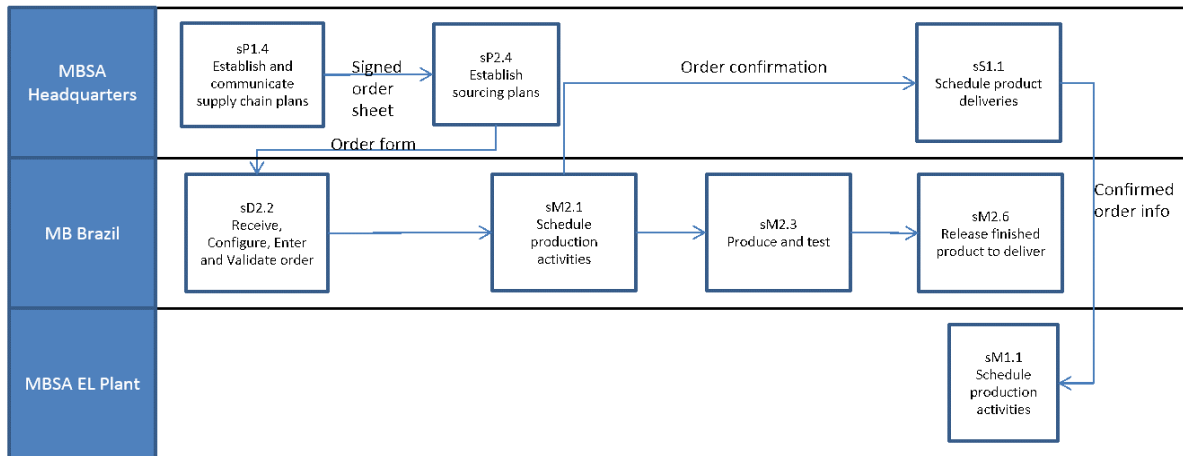 MBSA
Headquarters
sP1.4
Establish and
communicate
supply chain plans
Signed
order
sheet
sP2.4
Establish
sourcing plans
Order confirmation
sS1.1
Schedule product
deliveries
Order form
MB Brazil
sD2.2
Receive,
Configure, Enter
and Validate order
sM2.1
Schedule
production
activities
sM2.3
Produce and test
sM2.6
Release finished
product to deliver
Confirmed
order info
MBSA EL Plant
sM1.1
Schedule
production
activities